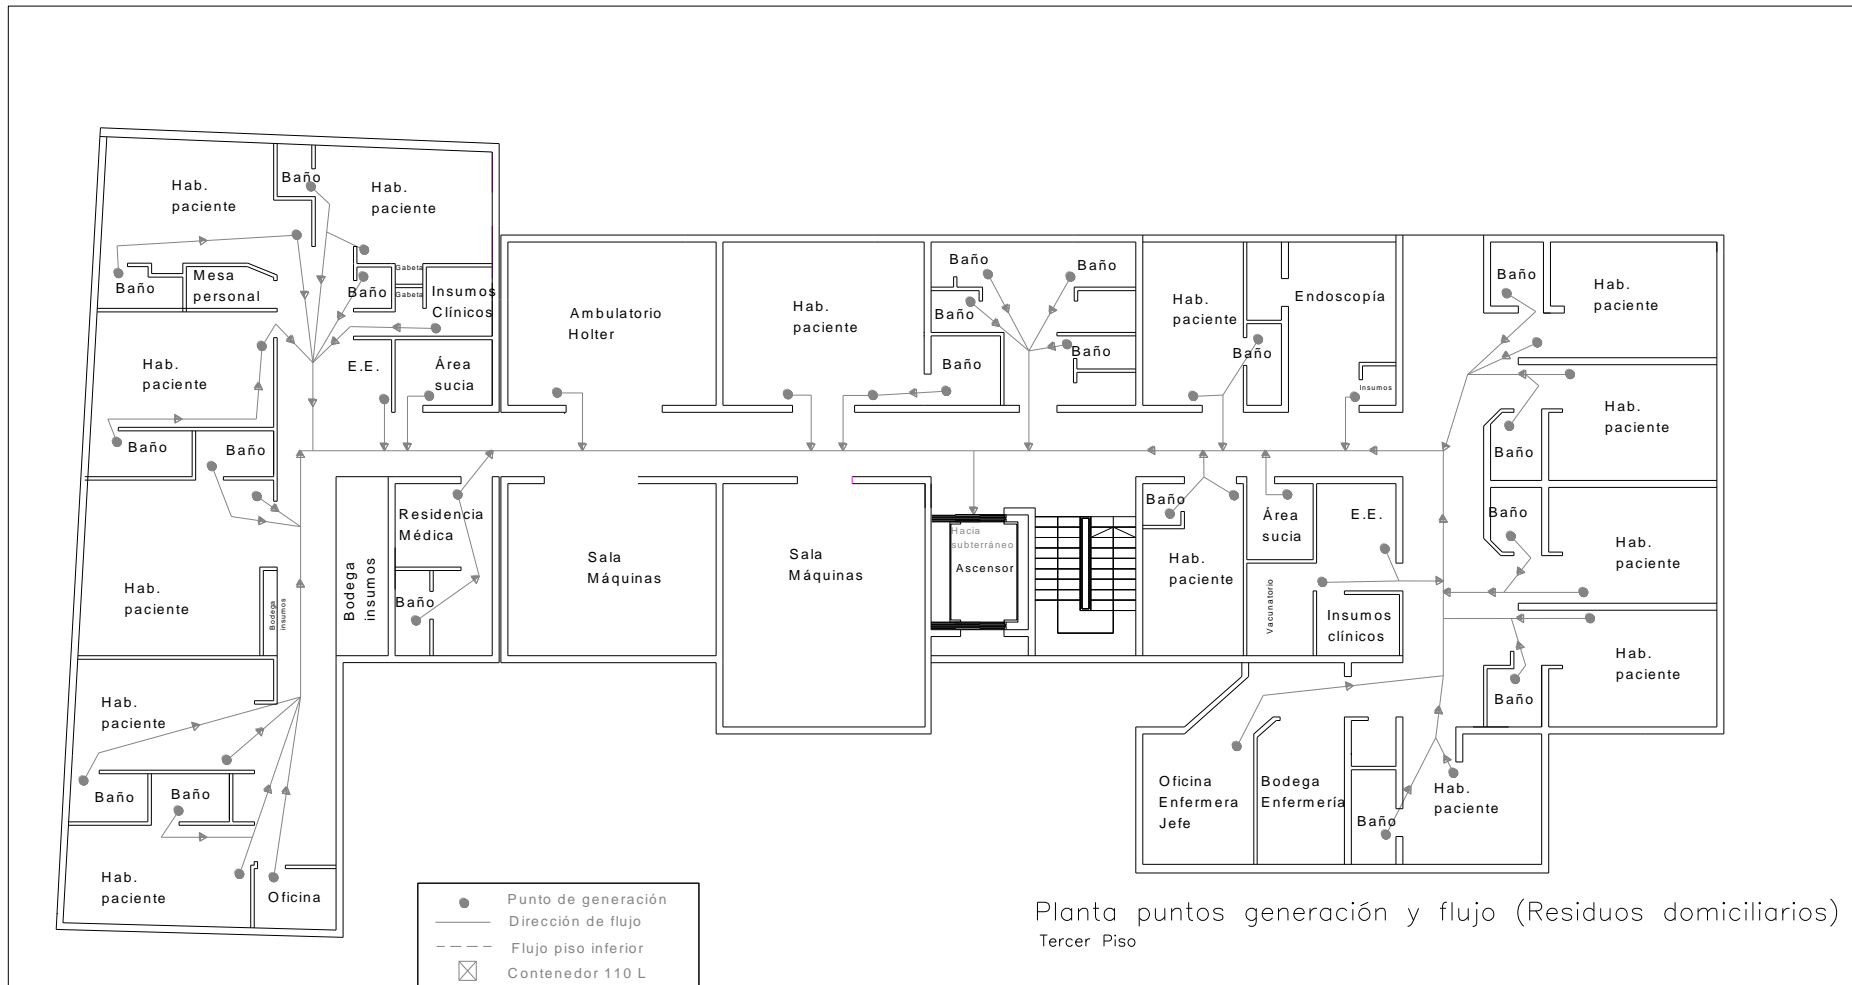 Hab.
paciente
Baño
Hab.
paciente
Baño
Mesa
personal
Baño
Gabeta
Gabeta
Insumos
Clínicos
Hab.
paciente
E.E.
Área
sucia
Baño
Baño
Hab.
paciente
Bodega
insumos
Bodega
insumos
Residencia
Médica
Baño
Hab.
paciente
Baño
Baño
Hab.
paciente
Oficina
Ambulatorio
Holter
Hab.
paciente
Baño
Baño
Baño
Baño
Baño
Sala
Máquinas
Sala
Máquinas
Hacia
subterráneo
Ascensor
Hab.
paciente
Baño
Endoscopía
Insumos
Baño
Hab.
paciente
Área
sucia
E.E.
Vacunatorio
Insumos
clínicos
Baño
Hab.
paciente
Hab.
paciente
Baño
Baño
Hab.
paciente
Hab.
paciente
Baño
Oficina
Enfermera
Jefe
Bodega
Enfermería
Baño
Hab.
paciente
Punto de generación
Dirección de flujo
Flujo piso inferior
Contenedor 110 L
Planta puntos generación y flujo (Residuos domiciliarios)
Tercer Piso